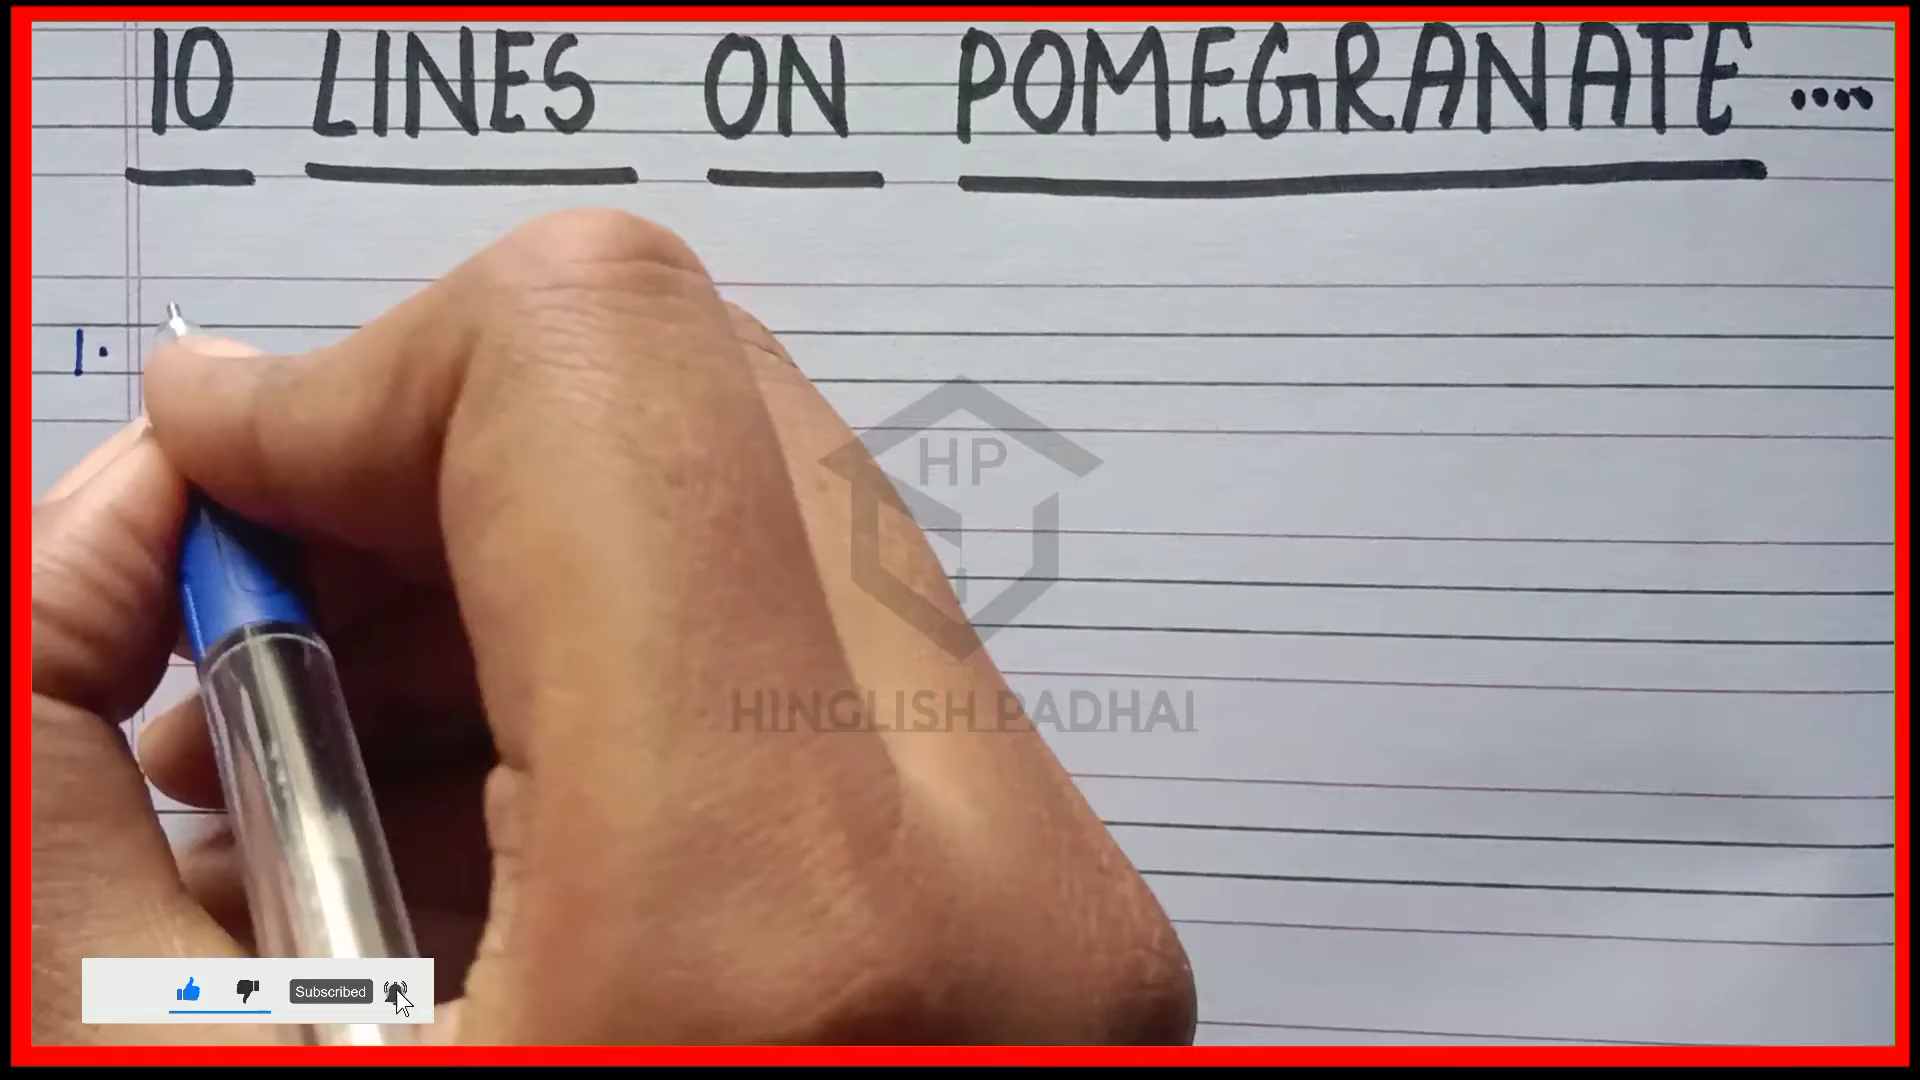 10 LINES ON POMEGRANATE ....
1.
HP
HINGLISH PADHAI
Subscribed